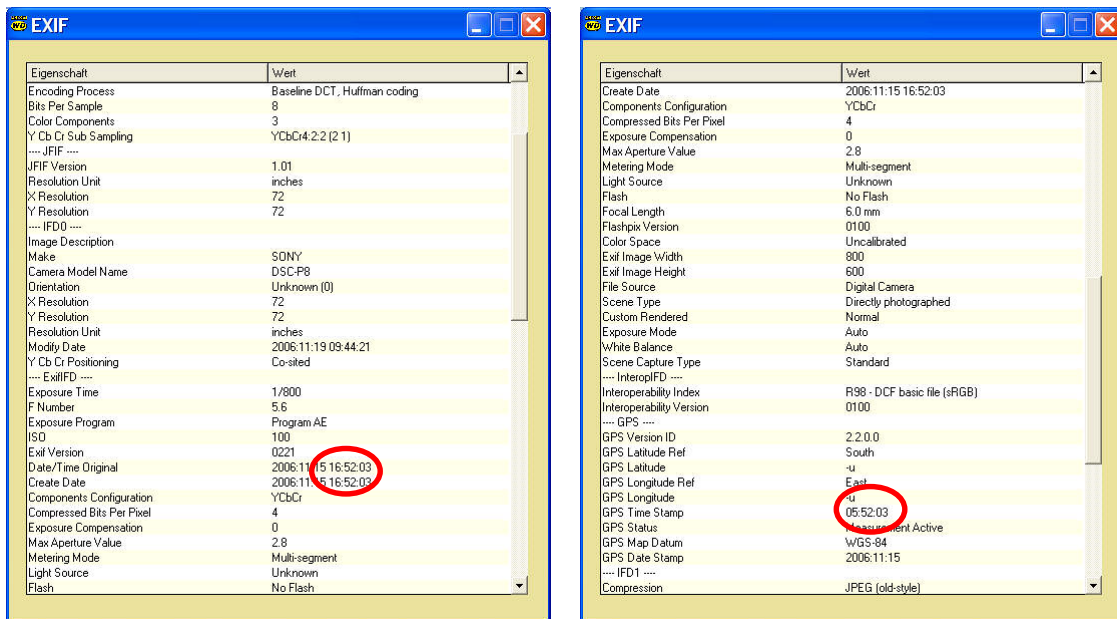 EXIF
Eigenschaft Wert
Encoding Process Baseline DCT, Huffman coding
Bits Per Sample 8
Color Components 3
Y Cb Cr Sub Sampling YCbCr4:2:2 (2 1)
---- JFIF ----
JFIF Version 1.01
Resolution Unit inches
X Resolution 72
Y Resolution 72
---- IFD0 ----
Image Description
Make SONY
Camera Model Name DSC-P8
Orientation Unknown (0)
X Resolution 72
Y Resolution 72
Resolution Unit inches
Modify Date 2006:11:19 09:44:21
Y Cb Cr Positioning Co-sited
---- ExifIFD ----
Exposure Time 1/800
F Number 5.6
Exposure Program Program AE
ISO 100
Exif Version 0221
Date/Time Original 2006:11:15 16:52:03
Create Date 2006:11:15 16:52:03
Components Configuration YCbCr
Compressed Bits Per Pixel 4
Exposure Compensation 0
Max Aperture Value 2.8
Metering Mode Multi-segment
Light Source Unknown
Flash No Flash
EXIF
Eigenschaft Wert
Create Date 2006:11:15 16:52:03
Components Configuration YCbCr
Compressed Bits Per Pixel 4
Exposure Compensation 0
Max Aperture Value 2.8
Metering Mode Multi-segment
Light Source Unknown
Flash No Flash
Focal Length 6.0 mm
Flashpix Version 0100
Color Space Uncalibrated
Exif Image Width 800
Exif Image Height 600
File Source Digital Camera
Scene Type Directly photographed
Custom Rendered Normal
Exposure Mode Auto
White Balance Auto
Scene Capture Type Standard
---- InteropIFD ----
Interoperability Index R98 - DCF basic file (sRGB)
Interoperability Version 0100
---- GPS ----
GPS Version ID 2.2.0.0
GPS Latitude Ref South
GPS Latitude -u
GPS Longitude Ref East
GPS Longitude -u
GPS Time Stamp 05:52:03
GPS Status Measurement Active
GPS Map Datum WGS-84
GPS Date Stamp 2006:11:15
---- IFD1 ----
Compression JPEG (old-style)